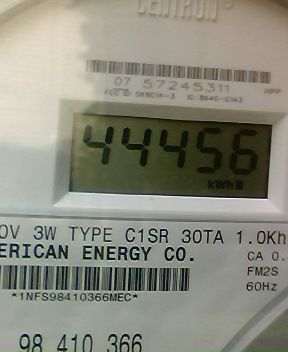 CENTRON
07 57245311
44456
kWh
0V 3W TYPE C1SR 30TA 1.0Kh
ERICAN ENERGY CO.
CA 0.
FM2S
60Hz
*1NFS98410366MEC*
98 410 366